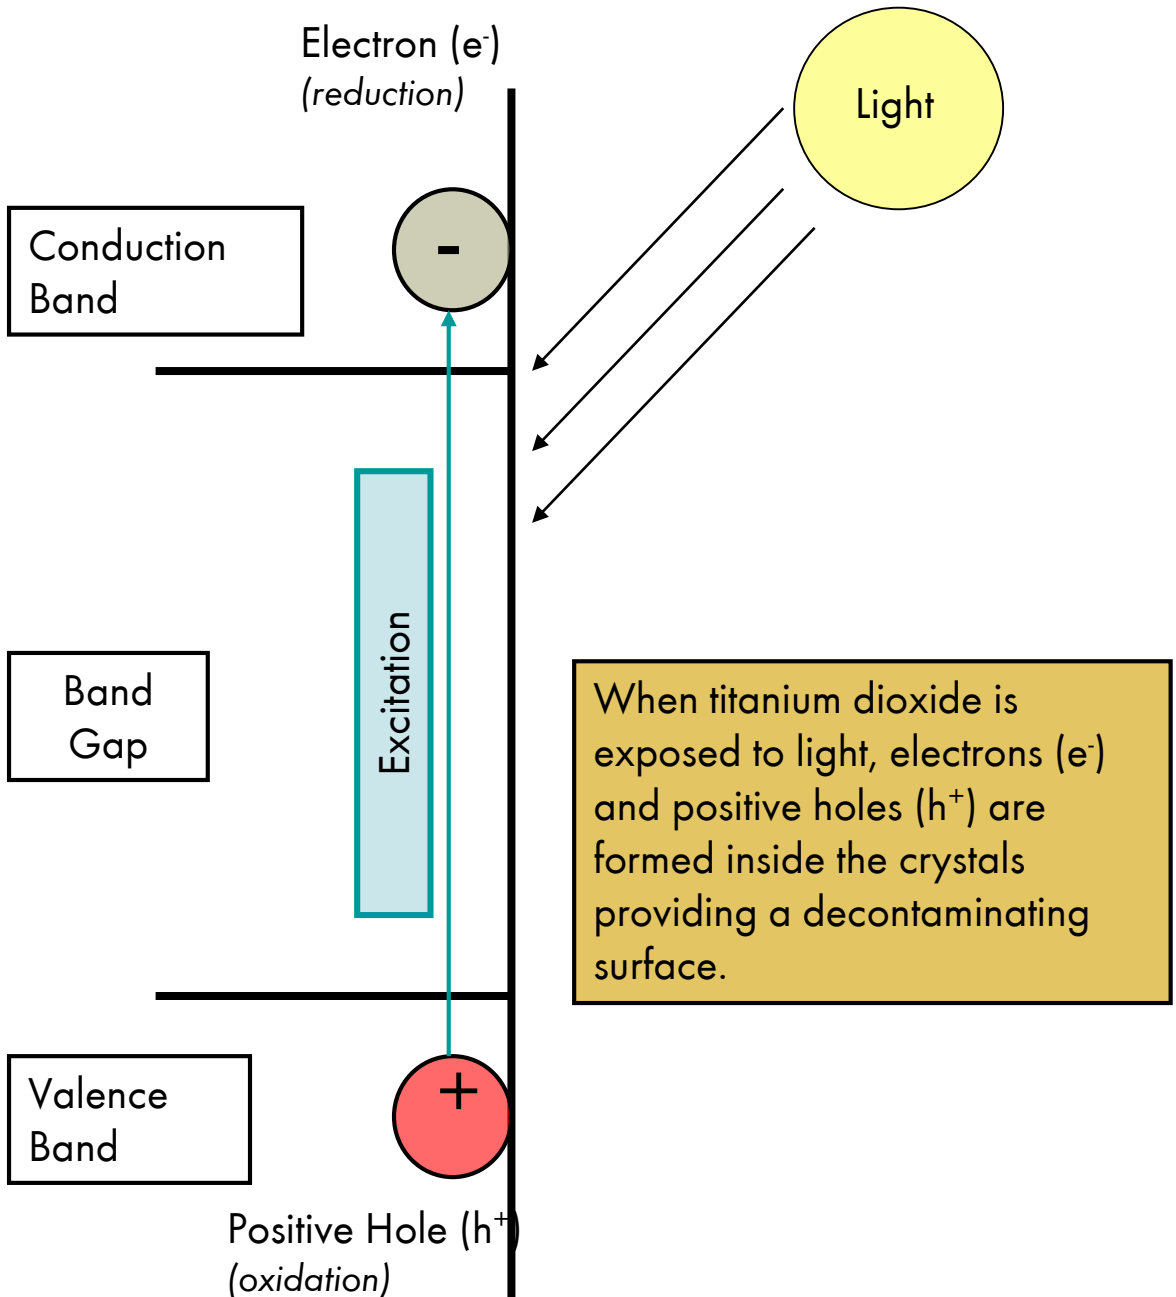 Electron (e⁻)
(reduction)
Light
-
Conduction
Band
Excitation
Band
Gap
When titanium dioxide is
exposed to light, electrons (e⁻)
and positive holes (h⁺) are
formed inside the crystals
providing a decontaminating
surface.
+
Valence
Band
Positive Hole (h⁺)
(oxidation)